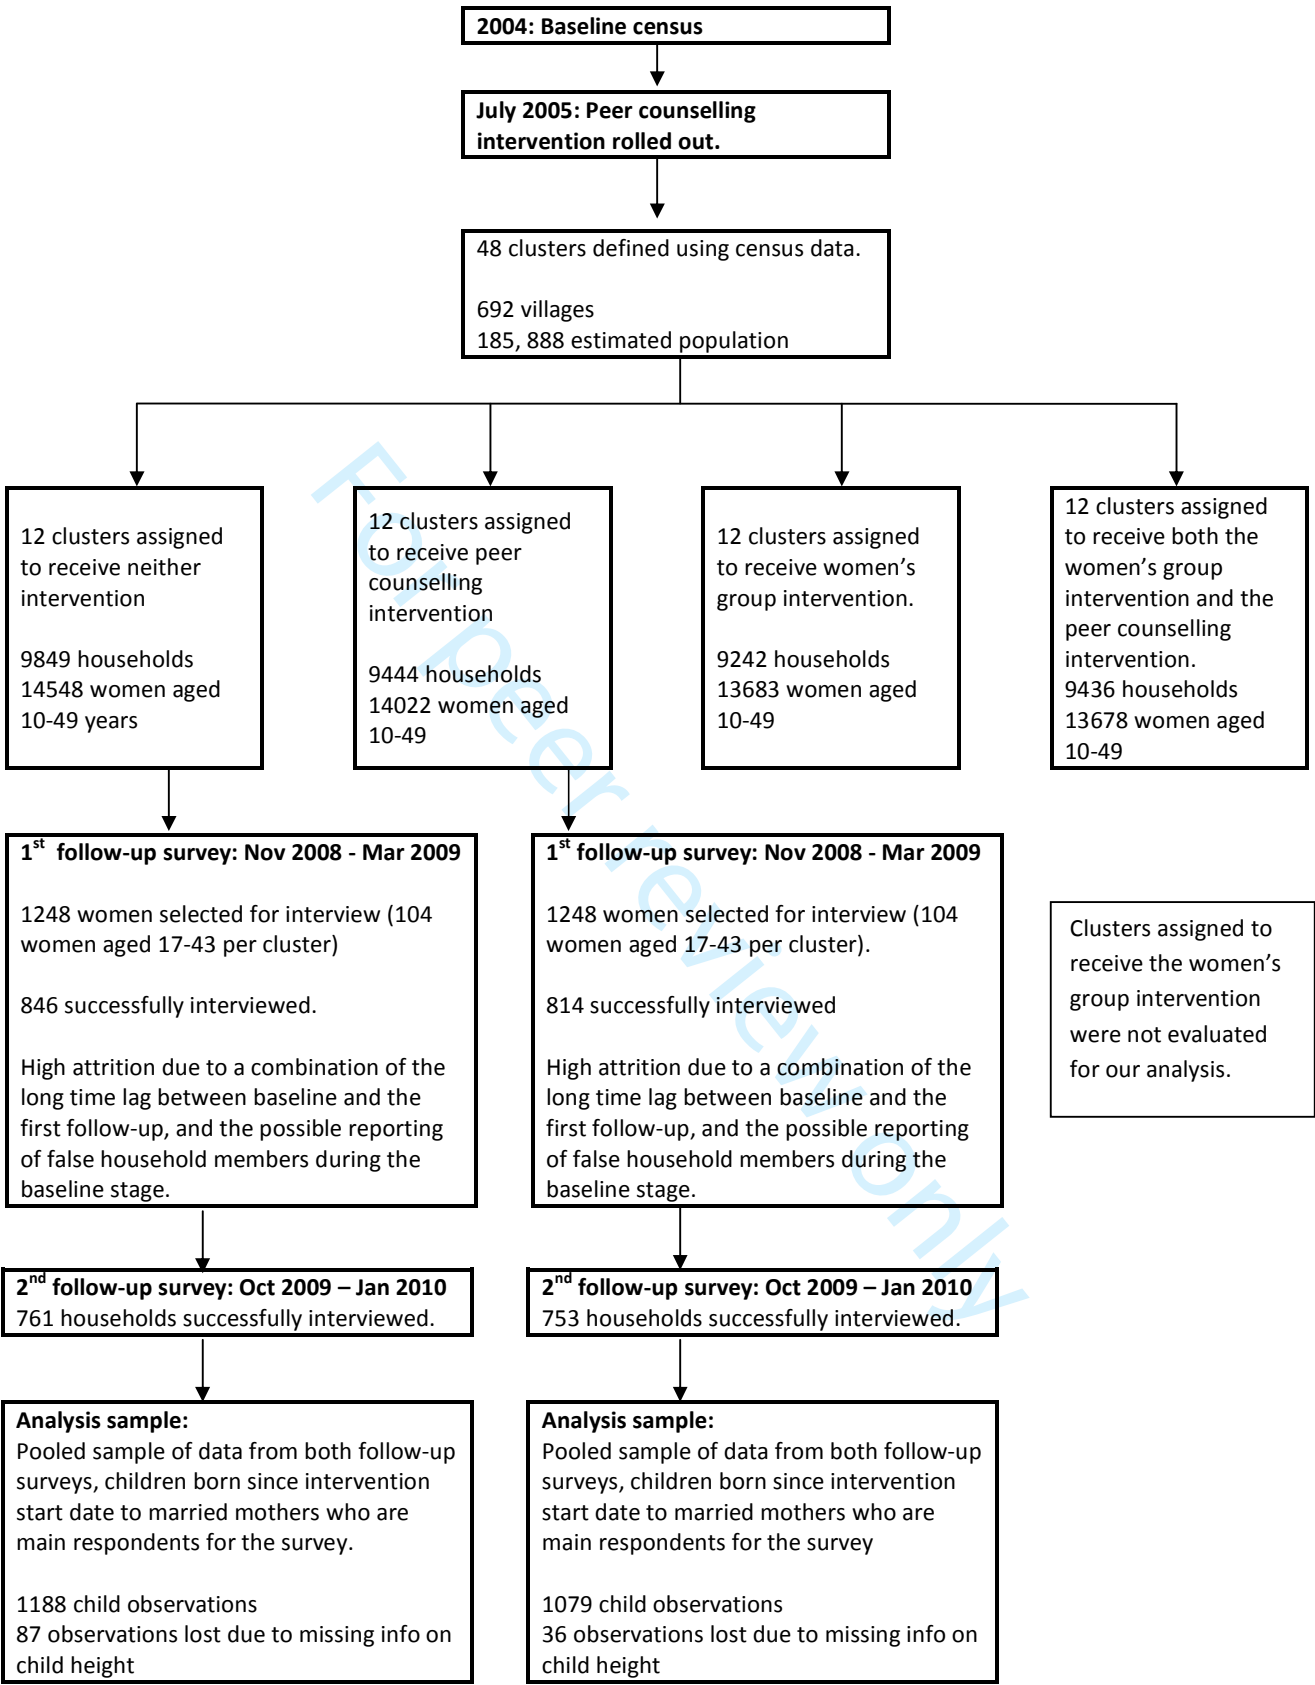 2004: Baseline census
July 2005: Peer counselling
intervention rolled out.
48 clusters defined using census data.
692 villages
185, 888 estimated population
12 clusters assigned
to receive neither
intervention
9849 households
14548 women aged
10-49 years
12 clusters assigned
to receive peer
counselling
intervention
9444 households
14022 women aged
10-49
12 clusters assigned
to receive women’s
group intervention.
9242 households
13683 women aged
10-49
12 clusters assigned
to receive both the
women’s group
intervention and the
peer counselling
intervention.
9436 households
13678 women aged
10-49
1st follow-up survey: Nov 2008 - Mar 2009
1248 women selected for interview (104
women aged 17-43 per cluster)
846 successfully interviewed.
High attrition due to a combination of the
long time lag between baseline and the
first follow-up, and the possible reporting
of false household members during the
baseline stage.
1st follow-up survey: Nov 2008 - Mar 2009
1248 women selected for interview (104
women aged 17-43 per cluster).
814 successfully interviewed
High attrition due to a combination of the
long time lag between baseline and the
first follow-up, and the possible reporting
of false household members during the
baseline stage.
Clusters assigned to
receive the women’s
group intervention
were not evaluated
for our analysis.
2nd follow-up survey: Oct 2009 – Jan 2010
761 households successfully interviewed.
2nd follow-up survey: Oct 2009 – Jan 2010
753 households successfully interviewed.
Analysis sample:
Pooled sample of data from both follow-up
surveys, children born since intervention
start date to married mothers who are
main respondents for the survey.
1188 child observations
87 observations lost due to missing info on
child height
Analysis sample:
Pooled sample of data from both follow-up
surveys, children born since intervention
start date to married mothers who are
main respondents for the survey
1079 child observations
36 observations lost due to missing info on
child height
For peer review only